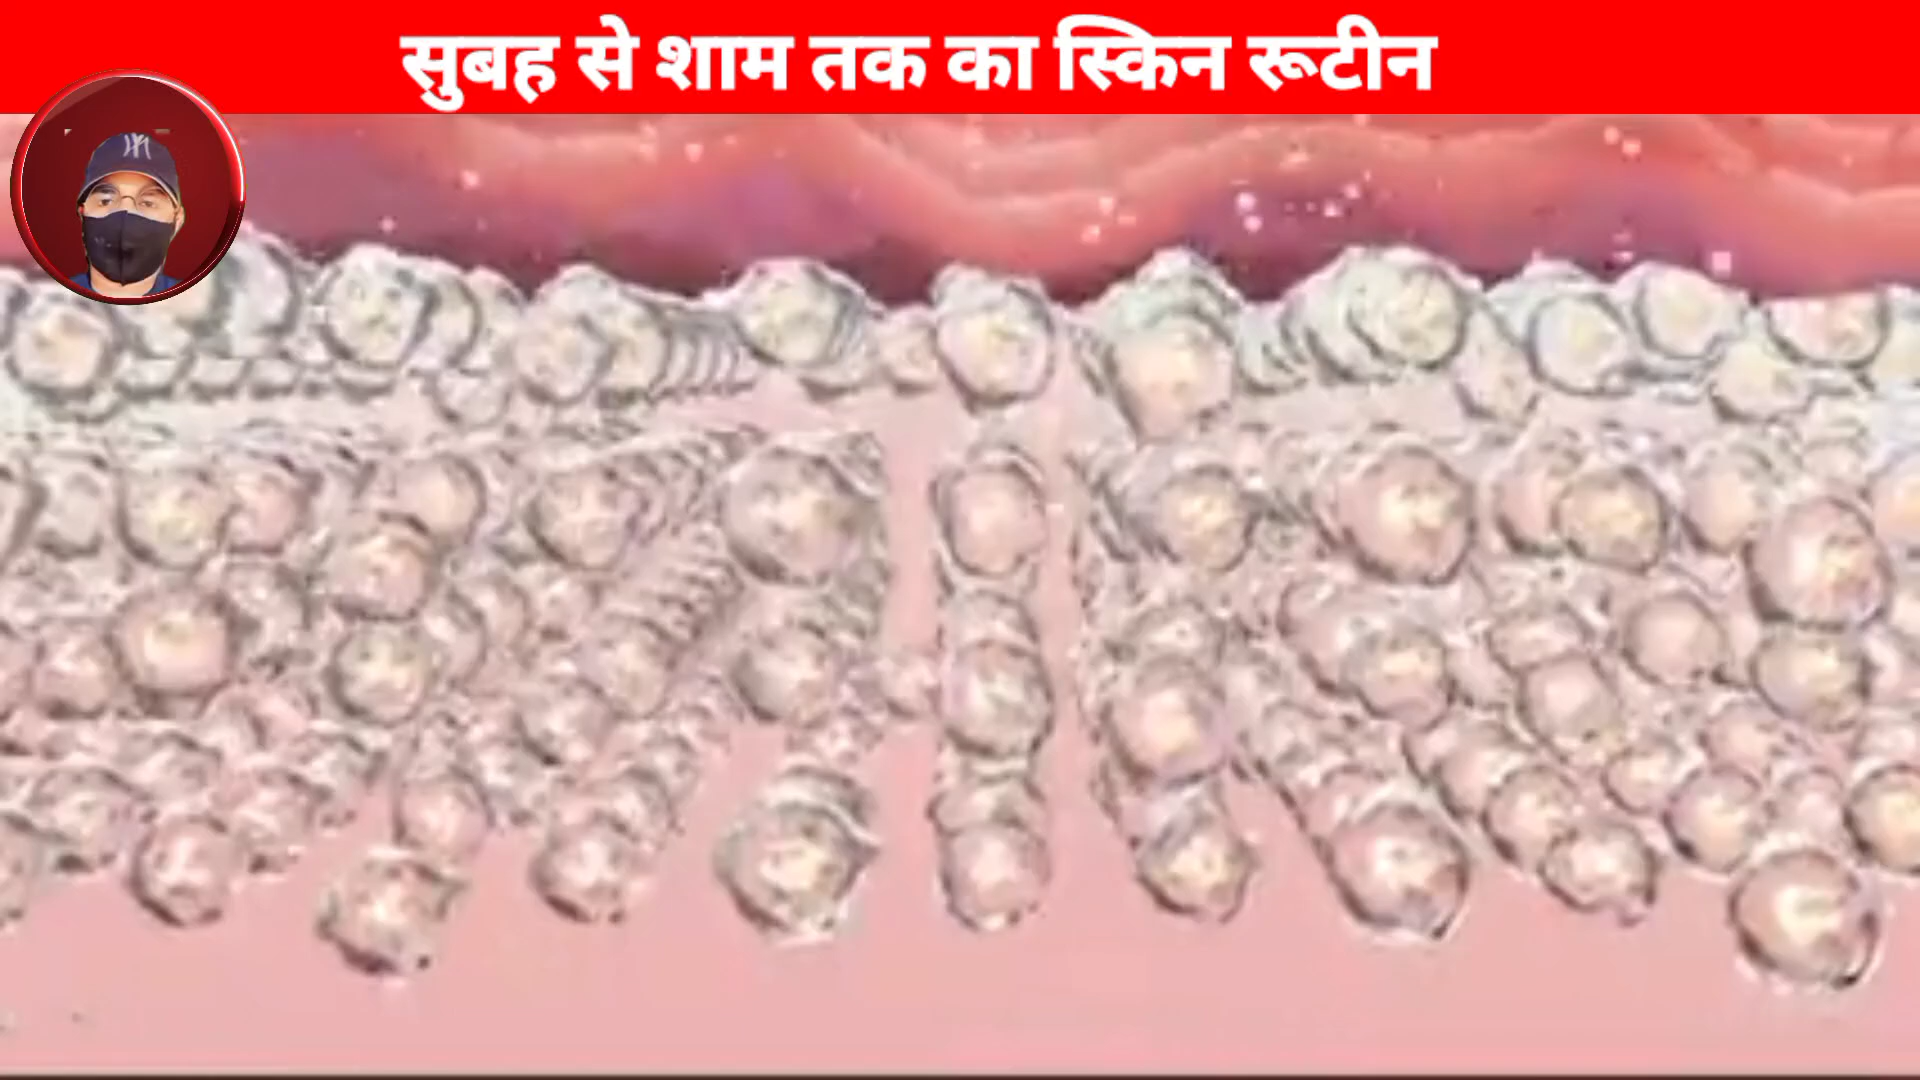 सुबह से शाम तक का स्किन रूटीन